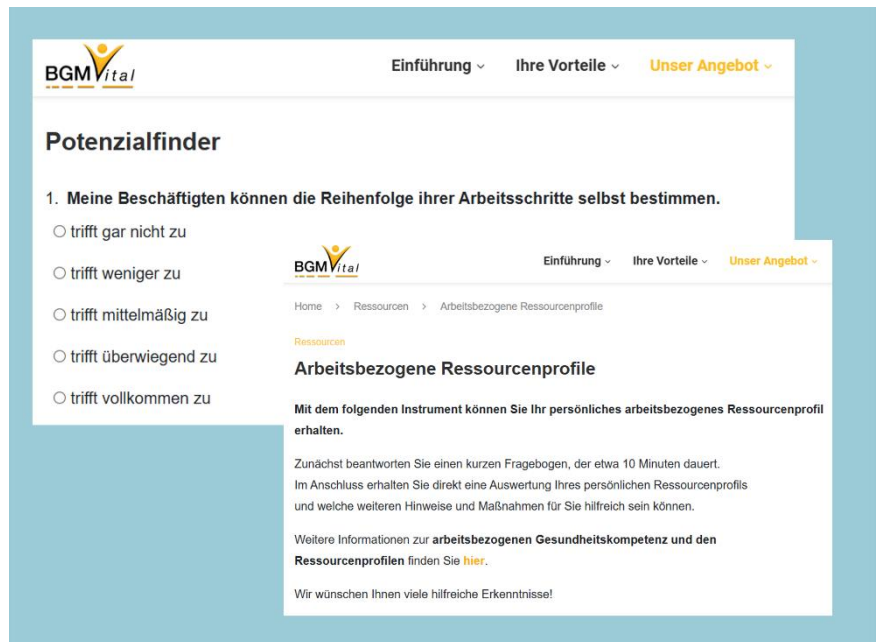 BGMVital
Einführung Ihre Vorteile Unser Angebot
Potenzialfinder
1. Meine Beschäftigten können die Reihenfolge ihrer Arbeitsschritte selbst bestimmen.
trifft gar nicht zu
trifft weniger zu
trifft mittelmäßig zu
trifft überwiegend zu
trifft vollkommen zu
BGMVital
Einführung Ihre Vorteile Unser Angebot
Home > Ressourcen > Arbeitsbezogene Ressourcenprofile
Ressourcen
Arbeitsbezogene Ressourcenprofile
Mit dem folgenden Instrument können Sie Ihr persönliches arbeitsbezogenes Ressourcenprofil
erhalten.
Zunächst beantworten Sie einen kurzen Fragebogen, der etwa 10 Minuten dauert.
Im Anschluss erhalten Sie direkt eine Auswertung Ihres persönlichen Ressourcenprofils
und welche weiteren Hinweise und Maßnahmen für Sie hilfreich sein können.
Weitere Informationen zur arbeitsbezogenen Gesundheitskompetenz und den
Ressourcenprofilen finden Sie hier.
Wir wünschen Ihnen viele hilfreiche Erkenntnisse!